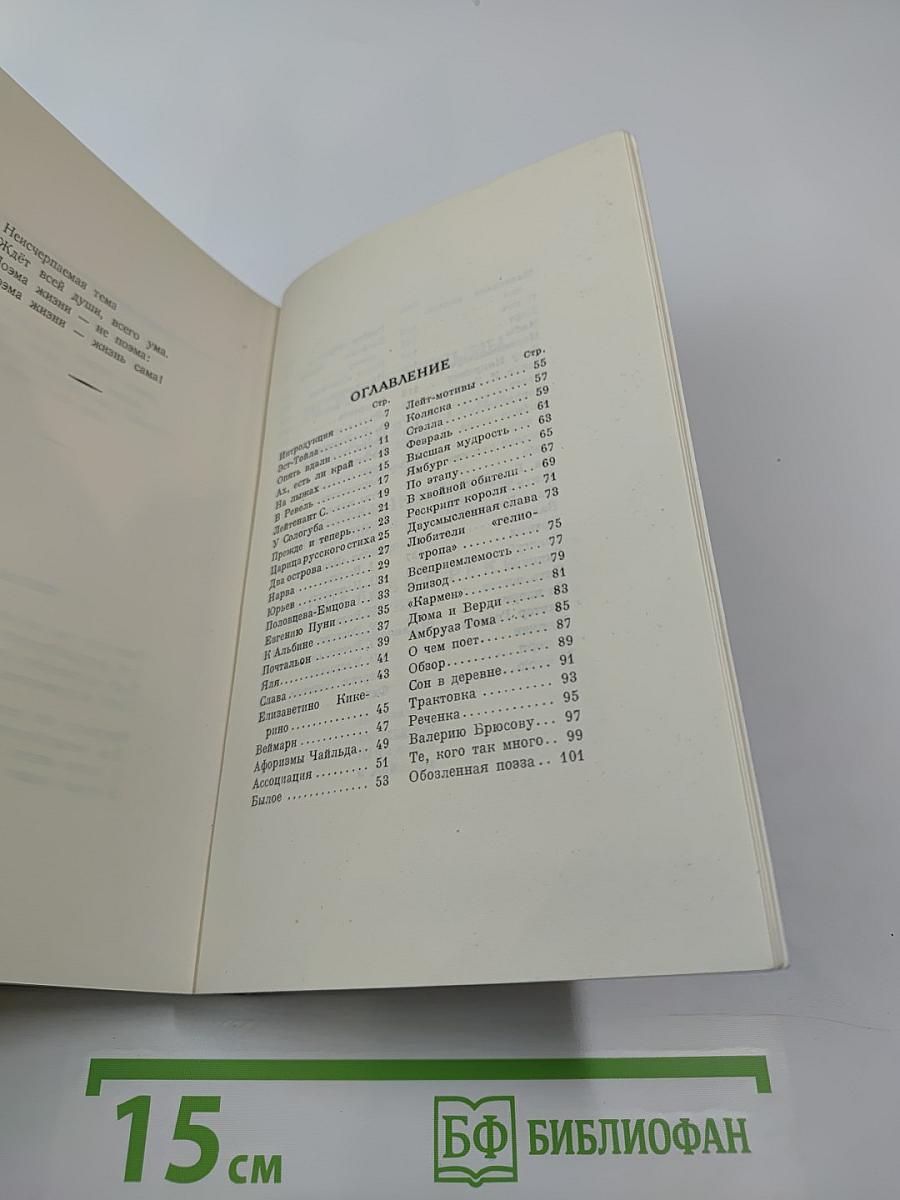 Неисчерпаемая тема
Ждёт всей души, всего ума.
Поэма жизни — не поэма:
Поэма жизни — жизнь сама!
ОГЛАВЛЕНИЕ
Стр.
Интродукция ....... 7
Эст-Тойла .......... 9
Опять вдали ........ 11
Ах, есть ли край ... 13
На лыжах .......... 15
В Ревель ........... 17
Лейтенант С. ....... 19
У Сологуба ........ 21
Прежде и теперь.... 23
Царица русского стиха 25
Два острова ........ 27
Нарва .............. 29
Юрьев .............. 31
Половцева-Емцова .. 33
Евгению Пуни ...... 35
К Альбине .......... 37
Почтальон .......... 39
Яля................. 41
Слава............... 43
Елизаветино Кике-
рино ............ 45
Веймарн ............ 47
Афоризмы Чайльда.. 49
Ассоциация ......... 51
Былое .............. 53
Стр.
Лейт-мотивы ....... 55
Коляска ............ 57
Стэлла ............. 59
Февраль ............ 61
Высшая мудрость ... 63
Ямбург ............. 65
По этапу............ 67
В хвойной обители .. 69
Рескрипт короля .... 71
Двусмысленная слава 73
Любители «гелио-
тропа» ........... 75
Всеприемлемость .... 77
Эпизод .............. 79
«Кармен»............ 81
Дюма и Верди ...... 83
Амбруаз Тома ...... 85
О чем поет.......... 87
Обзор............... 89
Сон в деревне....... 91
Трактовка .......... 93
Реченка............. 95
Валерию Брюсову... 97
Те, кого так много.. 99
Обозленная поэза .. 101
15 см
БФ БИБЛИОФАН